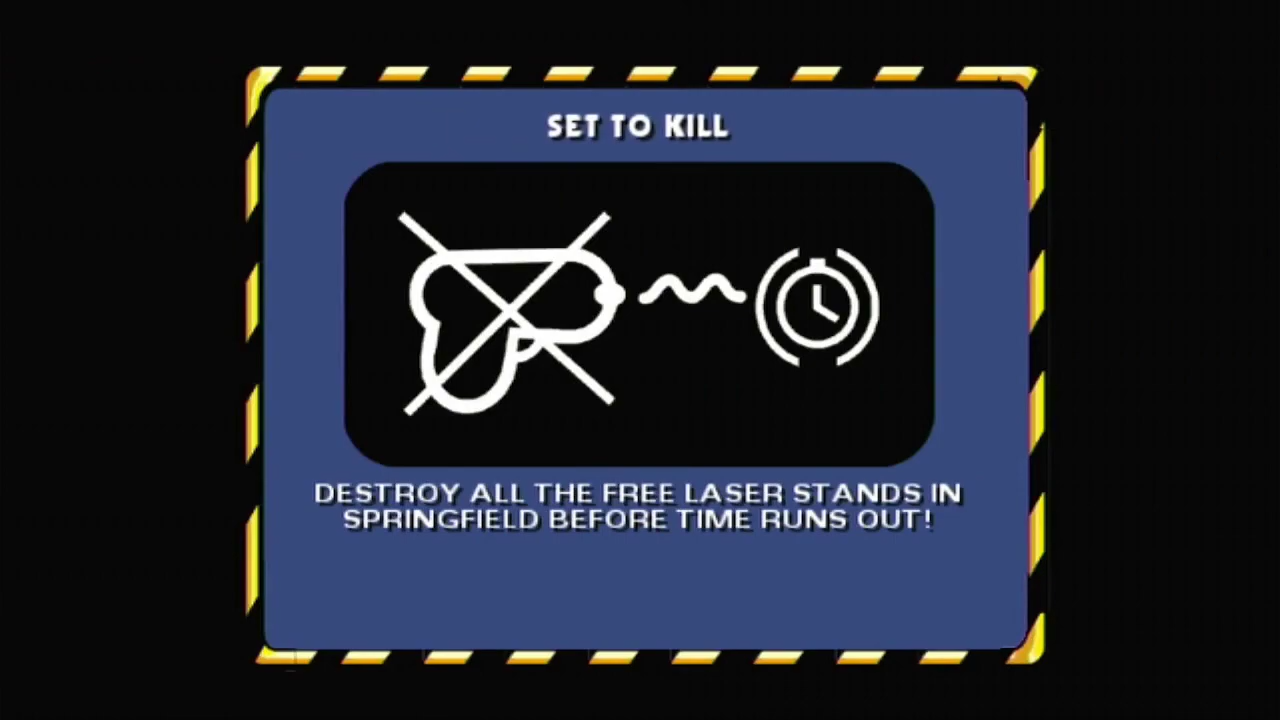 SET TO KILL
DESTROY ALL THE FREE LASER STANDS IN
SPRINGFIELD BEFORE TIME RUNS OUT!